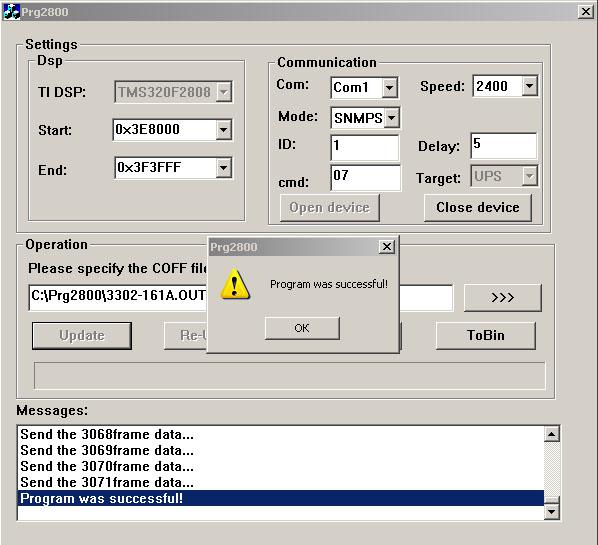 Prg2800
Settings
Dsp
TI DSP: TMS320F2808
Start: 0x3E8000
End: 0x3F3FFF
Communication
Com: Com1 Speed: 2400
Mode: SNMPS
ID: 1 Delay: 5
cmd: 07 Target: UPS
Open device Close device
Operation
Please specify the COFF file
C:\Prg2800\3302-161A.OUT >>>
Update Re-U ToBin
Prg2800
Program was successful!
OK
Messages:
Send the 3068frame data...
Send the 3069frame data...
Send the 3070frame data...
Send the 3071frame data...
Program was successful!